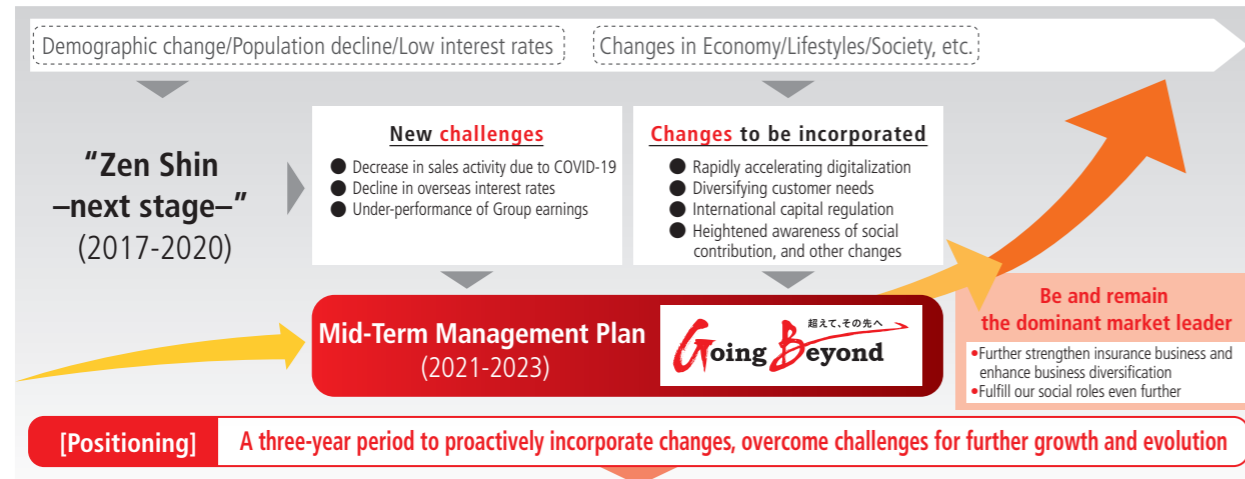 Demographic change/Population decline/Low interest rates
Changes in Economy/Lifestyles/Society, etc.
“Zen Shin
–next stage–”
(2017-2020)
New challenges
● Decrease in sales activity due to COVID-19
● Decline in overseas interest rates
● Under-performance of Group earnings
Changes to be incorporated
● Rapidly accelerating digitalization
● Diversifying customer needs
● International capital regulation
● Heightened awareness of social
contribution, and other changes
Mid-Term Management Plan
(2021-2023)
超えて、その先へ
Going Beyond
Be and remain
the dominant market leader
•Further strengthen insurance business and
enhance business diversification
•Fulfill our social roles even further
[Positioning]
A three-year period to proactively incorporate changes, overcome challenges for further growth and evolution